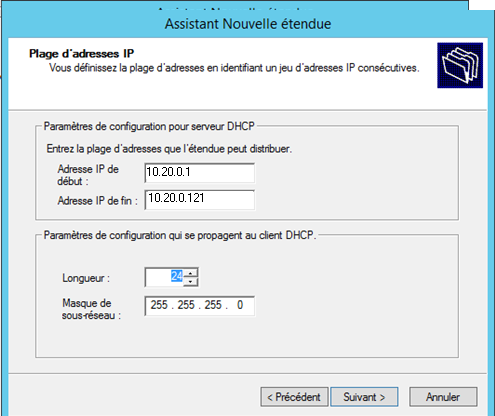 Assistant Nouvelle étendue
Plage d'adresses IP
Vous définissez la plage d'adresses en identifiant un jeu d'adresses IP consécutives.
Paramètres de configuration pour serveur DHCP
Entrez la plage d'adresses que l'étendue peut distribuer.
Adresse IP de
début :
10.20.0.1
Adresse IP de fin :
10.20.0.121
Paramètres de configuration qui se propagent au client DHCP.
Longueur :
24
Masque de
sous-réseau :
255 . 255 . 255 . 0
< Précédent
Suivant >
Annuler